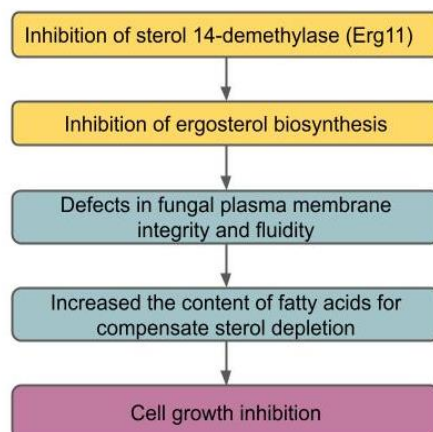 Inhibition of sterol 14-demethylase (Erg11)
Inhibition of ergosterol biosynthesis
Defects in fungal plasma membrane
integrity and fluidity
Increased the content of fatty acids for
compensate sterol depletion
Cell growth inhibition